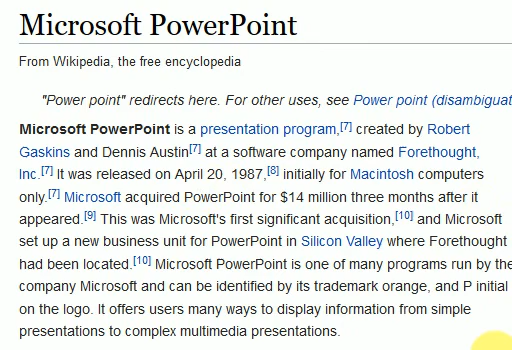 Microsoft PowerPoint
From Wikipedia, the free encyclopedia
"Power point" redirects here. For other uses, see Power point (disambiguat
Microsoft PowerPoint is a presentation program,[7] created by Robert
Gaskins and Dennis Austin[7] at a software company named Forethought,
Inc.[7] It was released on April 20, 1987,[8] initially for Macintosh computers
only.[7] Microsoft acquired PowerPoint for $14 million three months after it
appeared.[9] This was Microsoft's first significant acquisition,[10] and Microsoft
set up a new business unit for PowerPoint in Silicon Valley where Forethought
had been located.[10] Microsoft PowerPoint is one of many programs run by the
company Microsoft and can be identified by its trademark orange, and P initial
on the logo. It offers users many ways to display information from simple
presentations to complex multimedia presentations.